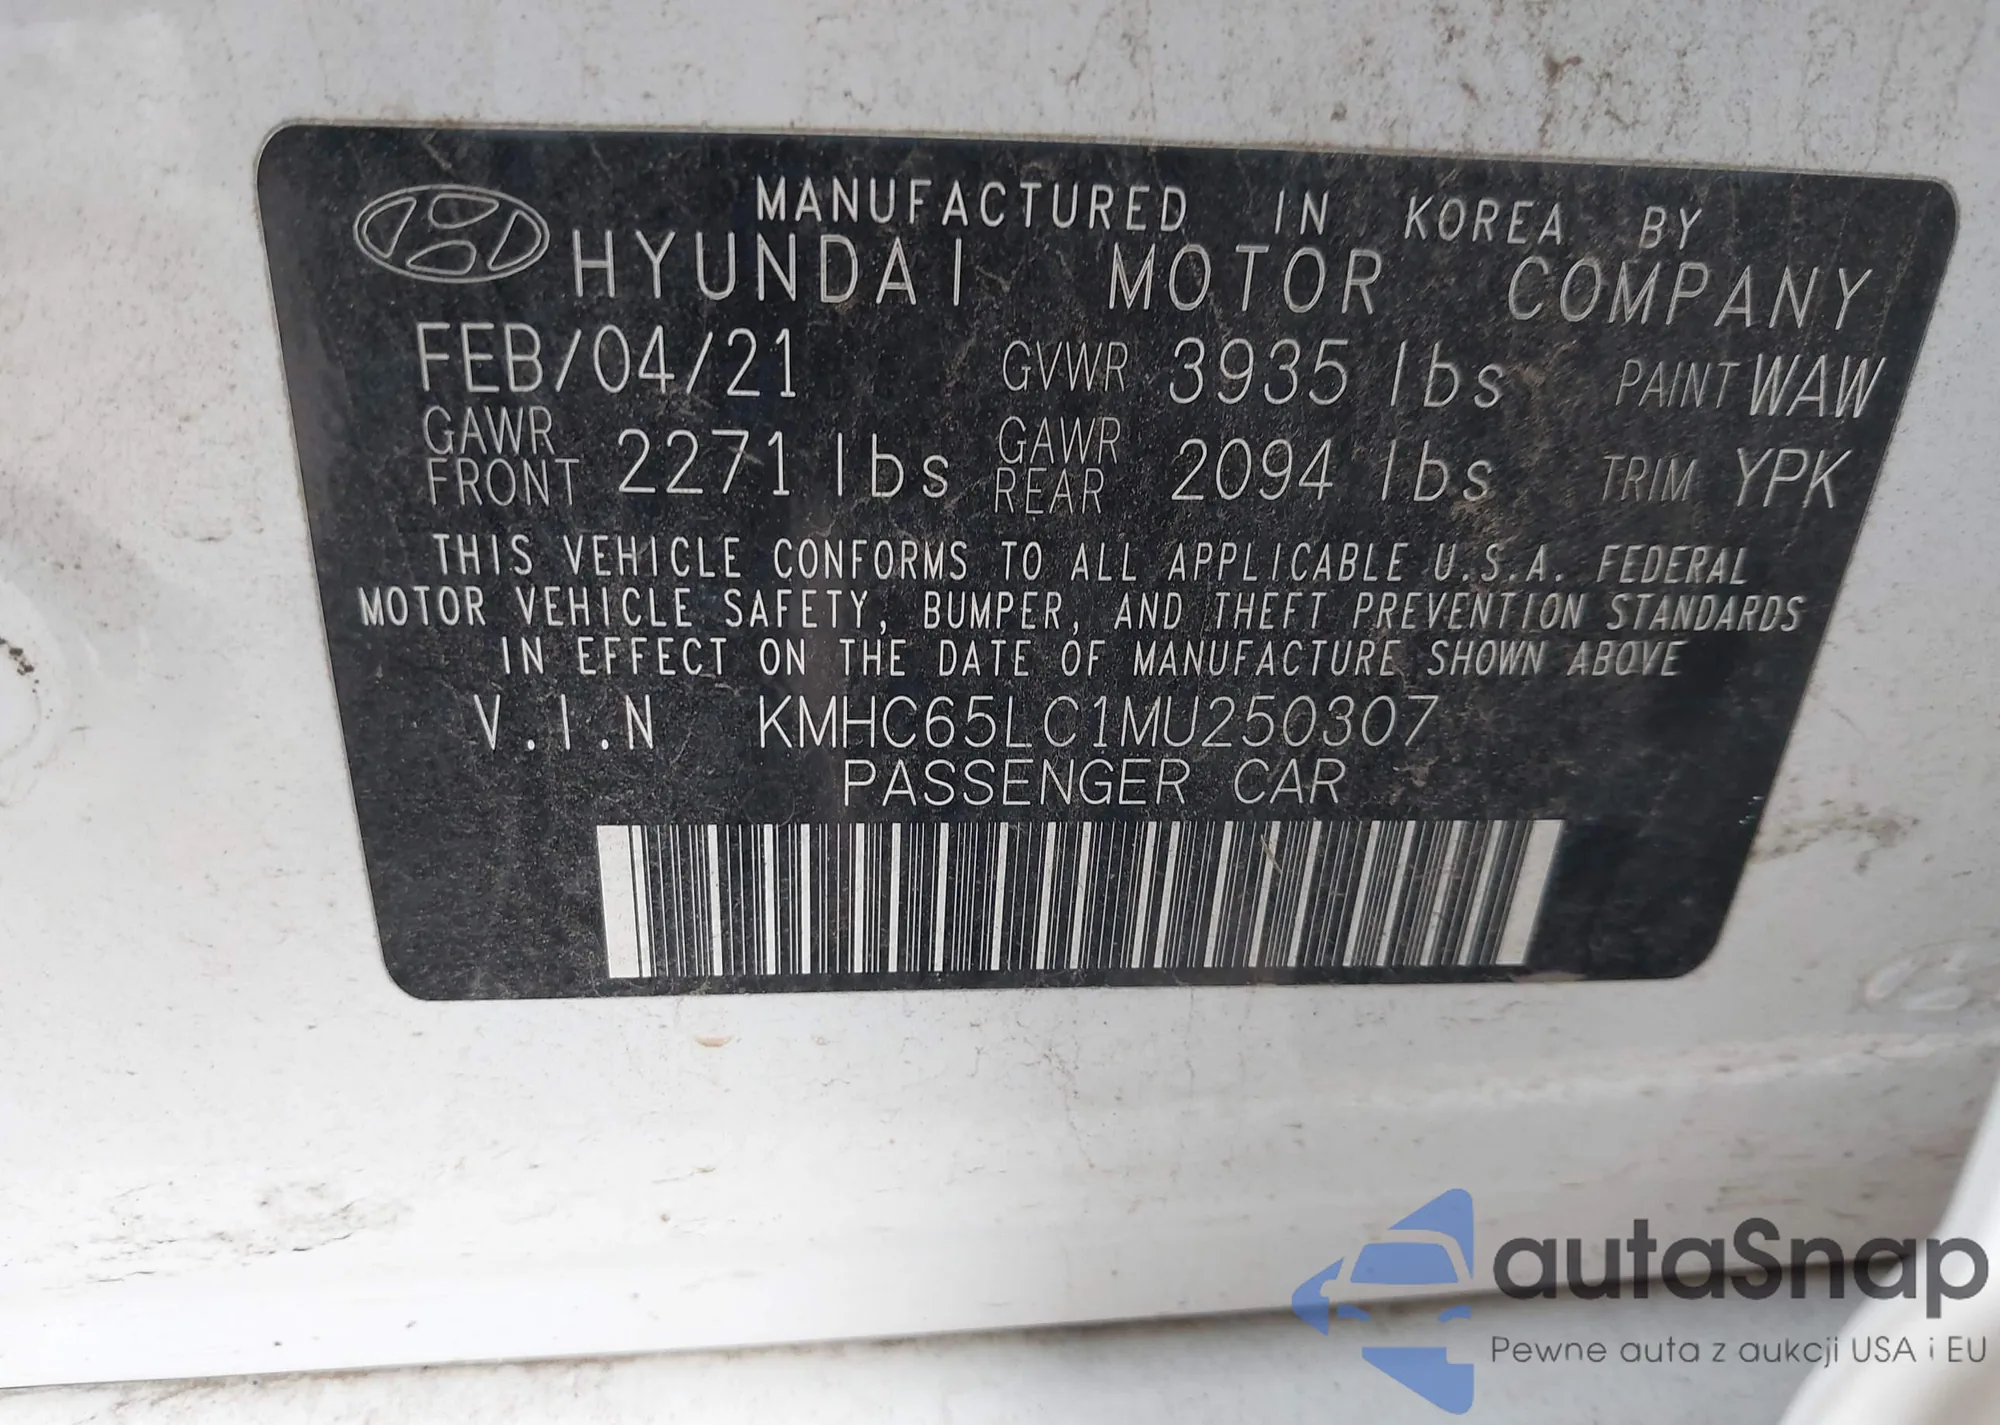 MANUFACTURED IN KOREA BY
HYUNDAI MOTOR COMPANY
FEB/04/21 GVWR 3935 lbs PAINT WAW
GAWR FRONT 2271 lbs GAWR REAR 2094 lbs TRIM YPK
THIS VEHICLE CONFORMS TO ALL APPLICABLE U.S.A. FEDERAL
MOTOR VEHICLE SAFETY, BUMPER, AND THEFT PREVENTION STANDARDS
IN EFFECT ON THE DATE OF MANUFACTURE SHOWN ABOVE
V.I.N KMHC65LC1MU250307
PASSENGER CAR
autaSnap
Pewne auta z aukcji USA i EU